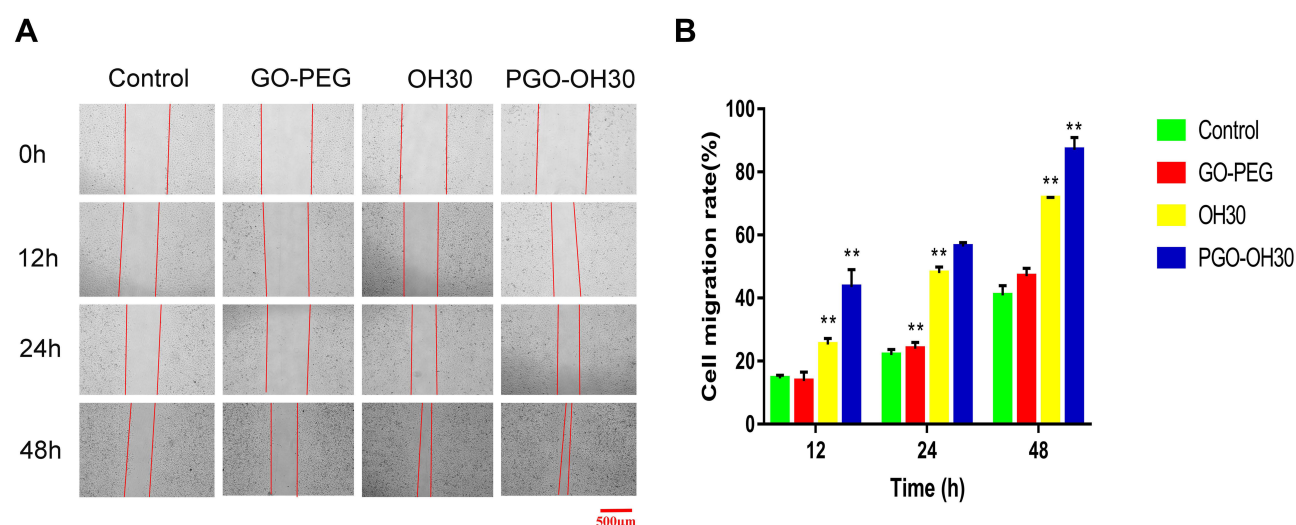 A
Control GO-PEG OH30 PGO-OH30
0h
12h
24h
48h
500μm
B
Cell migration rate(%)
100
80
60
40
20
0
** ** ** ** ** ** **
12 24 48
Time (h)
Control
GO-PEG
OH30
PGO-OH30